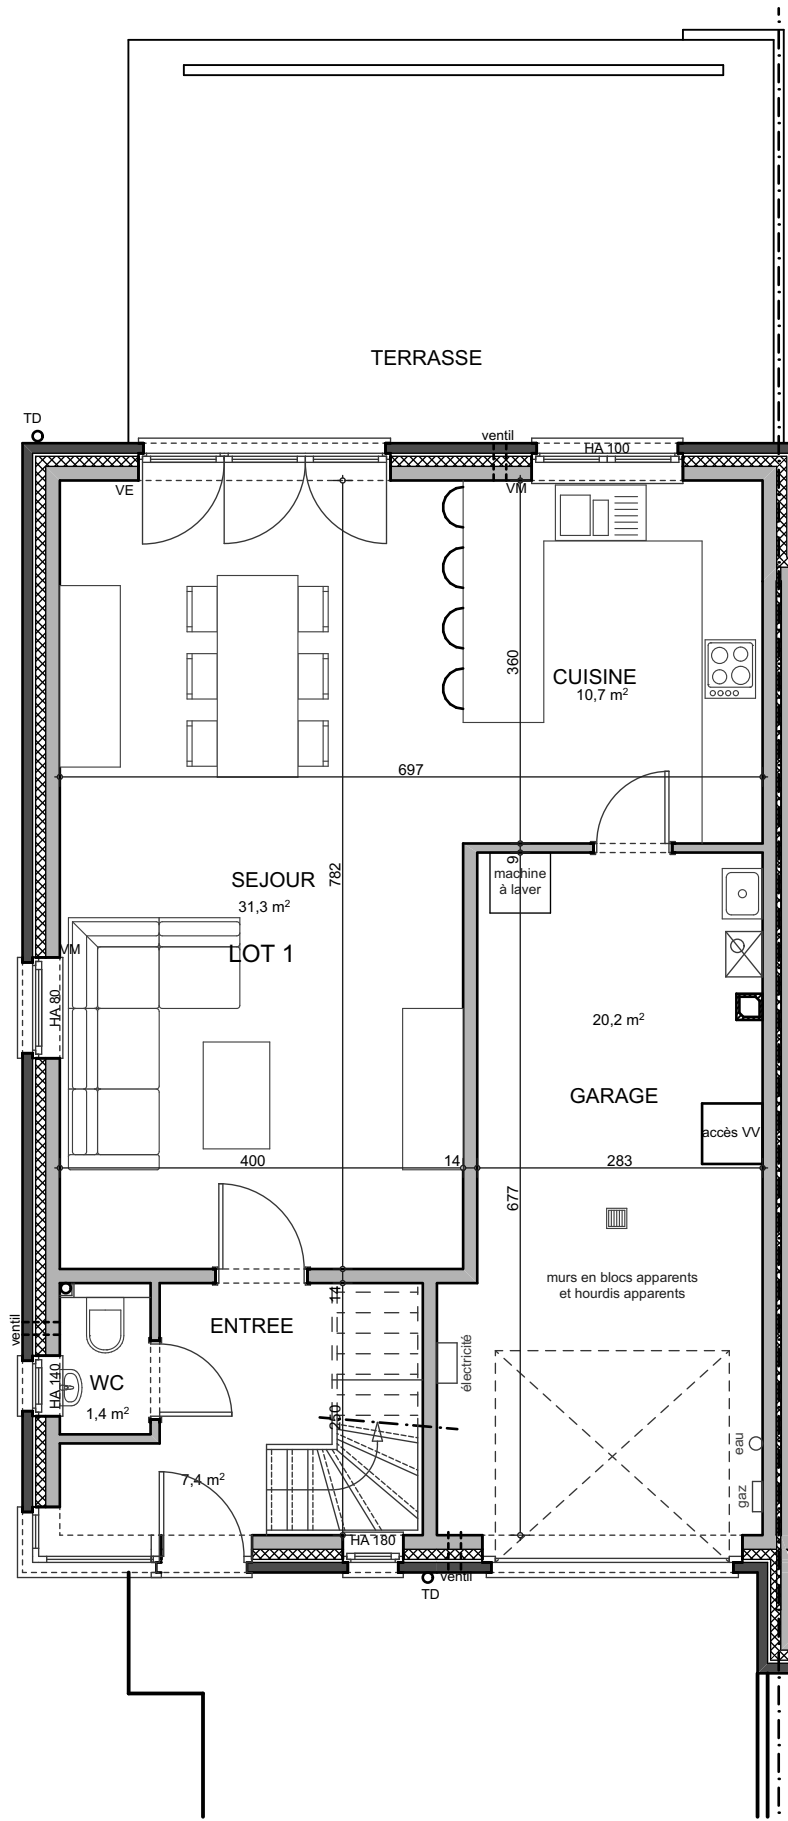 TERRASSE
TD
ventil
HA 100
VE
VM
360
CUISINE
10,7 m²
697
782
9
machine
à laver
SEJOUR
31,3 m²
VM
LOT 1
HA 80
20,2 m²
GARAGE
accès VV
400
14
283
677
murs en blocs apparents
et hourdis apparents
14
ENTREE
ventil
électricité
HA 140
WC
1,4 m²
250
eau
7,4 m²
gaz
HA 180
ventil
TD